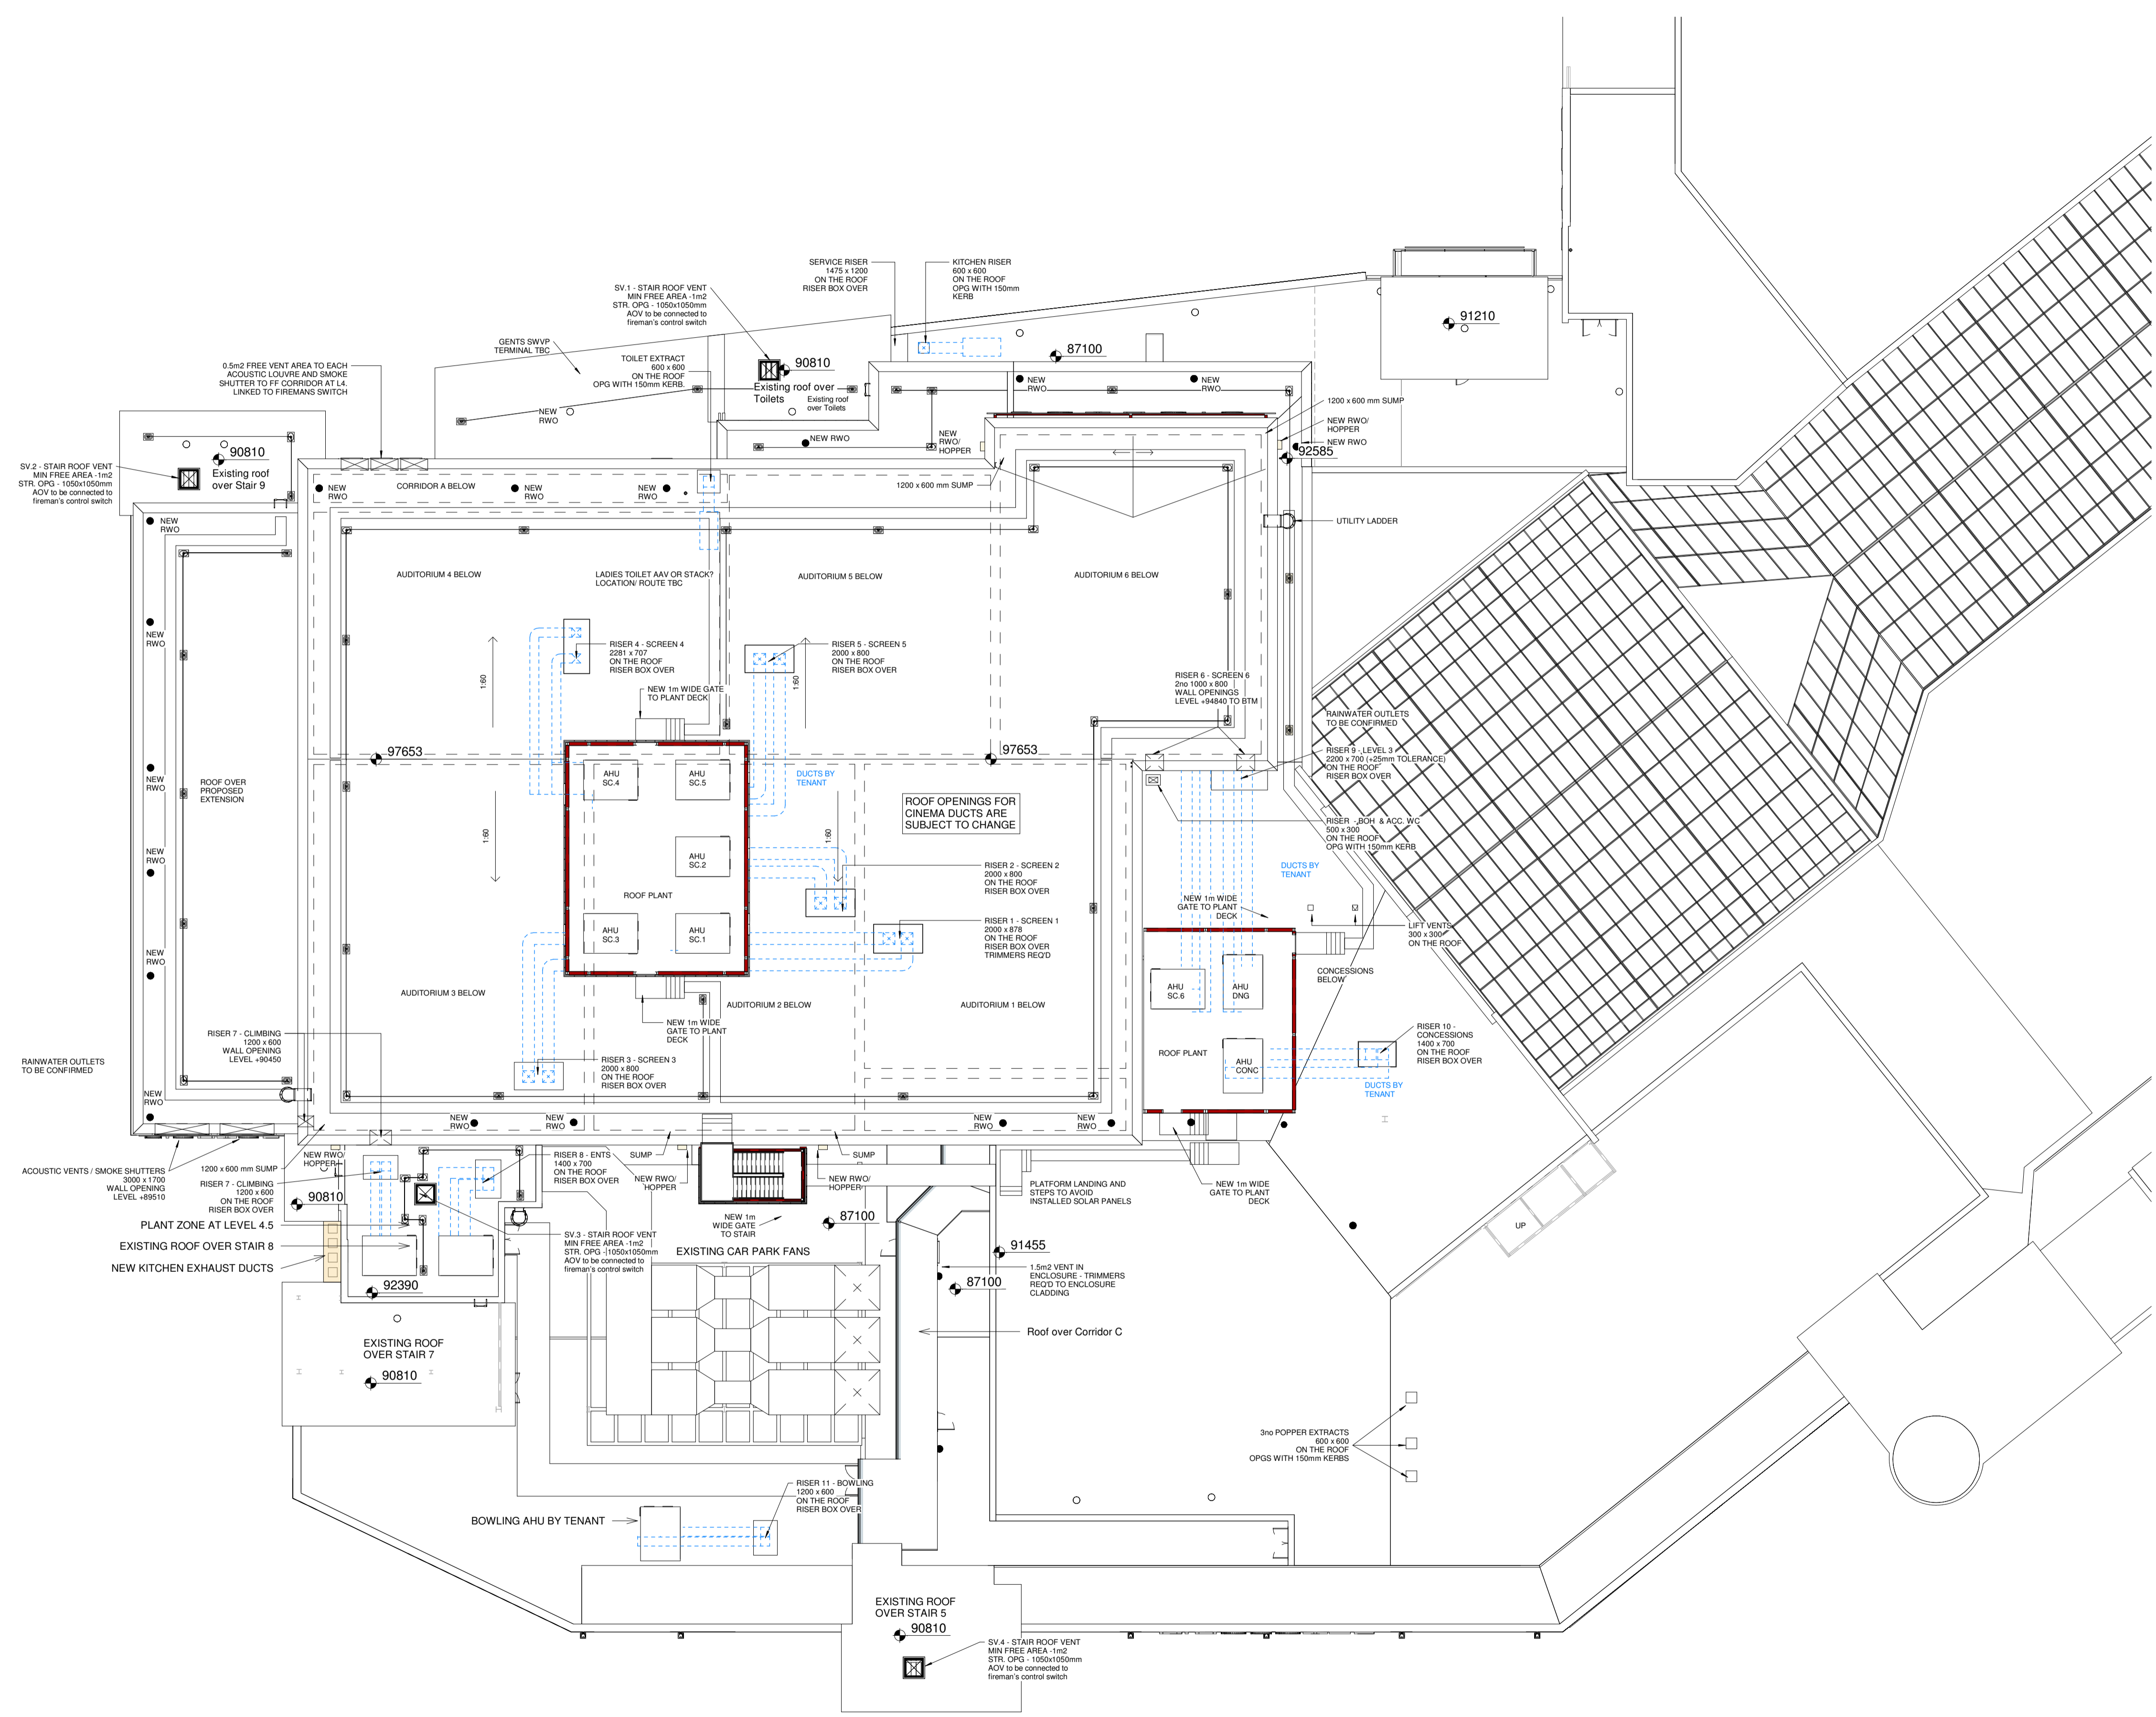 SERVICE RISER
1475 x 1200
ON THE ROOF
RISER BOX OVER
KITCHEN RISER
600 x 600
ON THE ROOF
OPG WITH 150mm
KERB
SV.1 - STAIR ROOF VENT
MIN FREE AREA -1m2
STR. OPG - 1050x1050mm
AOV to be connected to
fireman's control switch
91210
GENTS SWVP
TERMINAL TBC
87100
TOILET EXTRACT
600 x 600
ON THE ROOF
OPG WITH 150mm KERB.
90810
Existing roof over
Toilets
Existing roof
over Toilets
0.5m2 FREE VENT AREA TO EACH
ACOUSTIC LOUVRE AND SMOKE
SHUTTER TO FF CORRIDOR AT L4.
LINKED TO FIREMANS SWITCH
NEW
RWO
NEW
RWO
NEW
RWO
1200 x 600 mm SUMP
NEW RWO/
HOPPER
NEW RWO
NEW RWO
NEW
RWO/
HOPPER
92585
90810
Existing roof
over Stair 9
SV.2 - STAIR ROOF VENT
MIN FREE AREA -1m2
STR. OPG - 1050x1050mm
AOV to be connected to
fireman's control switch
CORRIDOR A BELOW
NEW
RWO
NEW
RWO
NEW
RWO
1200 x 600 mm SUMP
NEW
RWO
UTILITY LADDER
AUDITORIUM 4 BELOW
LADIES TOILET AAV OR STACK?
LOCATION/ ROUTE TBC
AUDITORIUM 5 BELOW
AUDITORIUM 6 BELOW
NEW
RWO
RISER 4 - SCREEN 4
2281 x 707
ON THE ROOF
RISER BOX OVER
RISER 5 - SCREEN 5
2000 x 800
ON THE ROOF
RISER BOX OVER
1:60
1:60
NEW 1m WIDE GATE
TO PLANT DECK
RISER 6 - SCREEN 6
2no 1000 x 800
WALL OPENINGS
LEVEL +94840 TO BTM
RAINWATER OUTLETS
TO BE CONFIRMED
97653
97653
RISER 9 - LEVEL 3
2200 x 700 (+25mm TOLERANCE)
ON THE ROOF
RISER BOX OVER
NEW
RWO
ROOF OVER
PROPOSED
EXTENSION
AHU
SC.4
AHU
SC.5
DUCTS BY
TENANT
ROOF OPENINGS FOR
CINEMA DUCTS ARE
SUBJECT TO CHANGE
RISER - BOH & ACC. WC
500 x 300
ON THE ROOF
OPG WITH 150mm KERB
1:60
1:60
NEW
RWO
AHU
SC.2
RISER 2 - SCREEN 2
2000 x 800
ON THE ROOF
RISER BOX OVER
DUCTS BY
TENANT
ROOF PLANT
NEW 1m WIDE
GATE TO PLANT
DECK
AHU
SC.3
AHU
SC.1
RISER 1 - SCREEN 1
2000 x 878
ON THE ROOF
RISER BOX OVER
TRIMMERS REQ'D
LIFT VENTS
300 x 300
ON THE ROOF
NEW
RWO
CONCESSIONS
BELOW
AUDITORIUM 3 BELOW
AUDITORIUM 2 BELOW
AUDITORIUM 1 BELOW
AHU
SC.6
AHU
DNG
NEW 1m WIDE
GATE TO PLANT
DECK
RISER 7 - CLIMBING
1200 x 600
WALL OPENING
LEVEL +90450
RAINWATER OUTLETS
TO BE CONFIRMED
RISER 3 - SCREEN 3
2000 x 800
ON THE ROOF
RISER BOX OVER
ROOF PLANT
AHU
CONC
RISER 10 -
CONCESSIONS
1400 x 700
ON THE ROOF
RISER BOX OVER
DUCTS BY
TENANT
NEW
RWO
NEW
RWO
NEW
RWO
NEW
RWO
NEW
RWO
ACOUSTIC VENTS / SMOKE SHUTTERS
3000 x 1700
WALL OPENING
LEVEL +89510
1200 x 600 mm SUMP
NEW RWO/
HOPPER
RISER 7 - CLIMBING
1200 x 600
ON THE ROOF
RISER BOX OVER
RISER 8 - ENTS
1400 x 700
ON THE ROOF
RISER BOX OVER
SUMP
SUMP
NEW RWO/
HOPPER
NEW RWO/
HOPPER
PLATFORM LANDING AND
STEPS TO AVOID
INSTALLED SOLAR PANELS
NEW 1m WIDE
GATE TO PLANT
DECK
90810
PLANT ZONE AT LEVEL 4.5
EXISTING ROOF OVER STAIR 8
NEW KITCHEN EXHAUST DUCTS
NEW 1m
WIDE GATE
TO STAIR
87100
UP
SV.3 - STAIR ROOF VENT
MIN FREE AREA -1m2
STR. OPG - 1050x1050mm
AOV to be connected to
fireman's control switch
EXISTING CAR PARK FANS
91455
92390
87100
1.5m2 VENT IN
ENCLOSURE - TRIMMERS
REQ'D TO ENCLOSURE
CLADDING
EXISTING ROOF
OVER STAIR 7
90810
Roof over Corridor C
3no POPPER EXTRACTS
600 x 600
ON THE ROOF
OPGS WITH 150mm KERBS
RISER 11 - BOWLING
1200 x 600
ON THE ROOF
RISER BOX OVER
BOWLING AHU BY TENANT
EXISTING ROOF
OVER STAIR 5
90810
SV.4 - STAIR ROOF VENT
MIN FREE AREA -1m2
STR. OPG - 1050x1050mm
AOV to be connected to
fireman's control switch